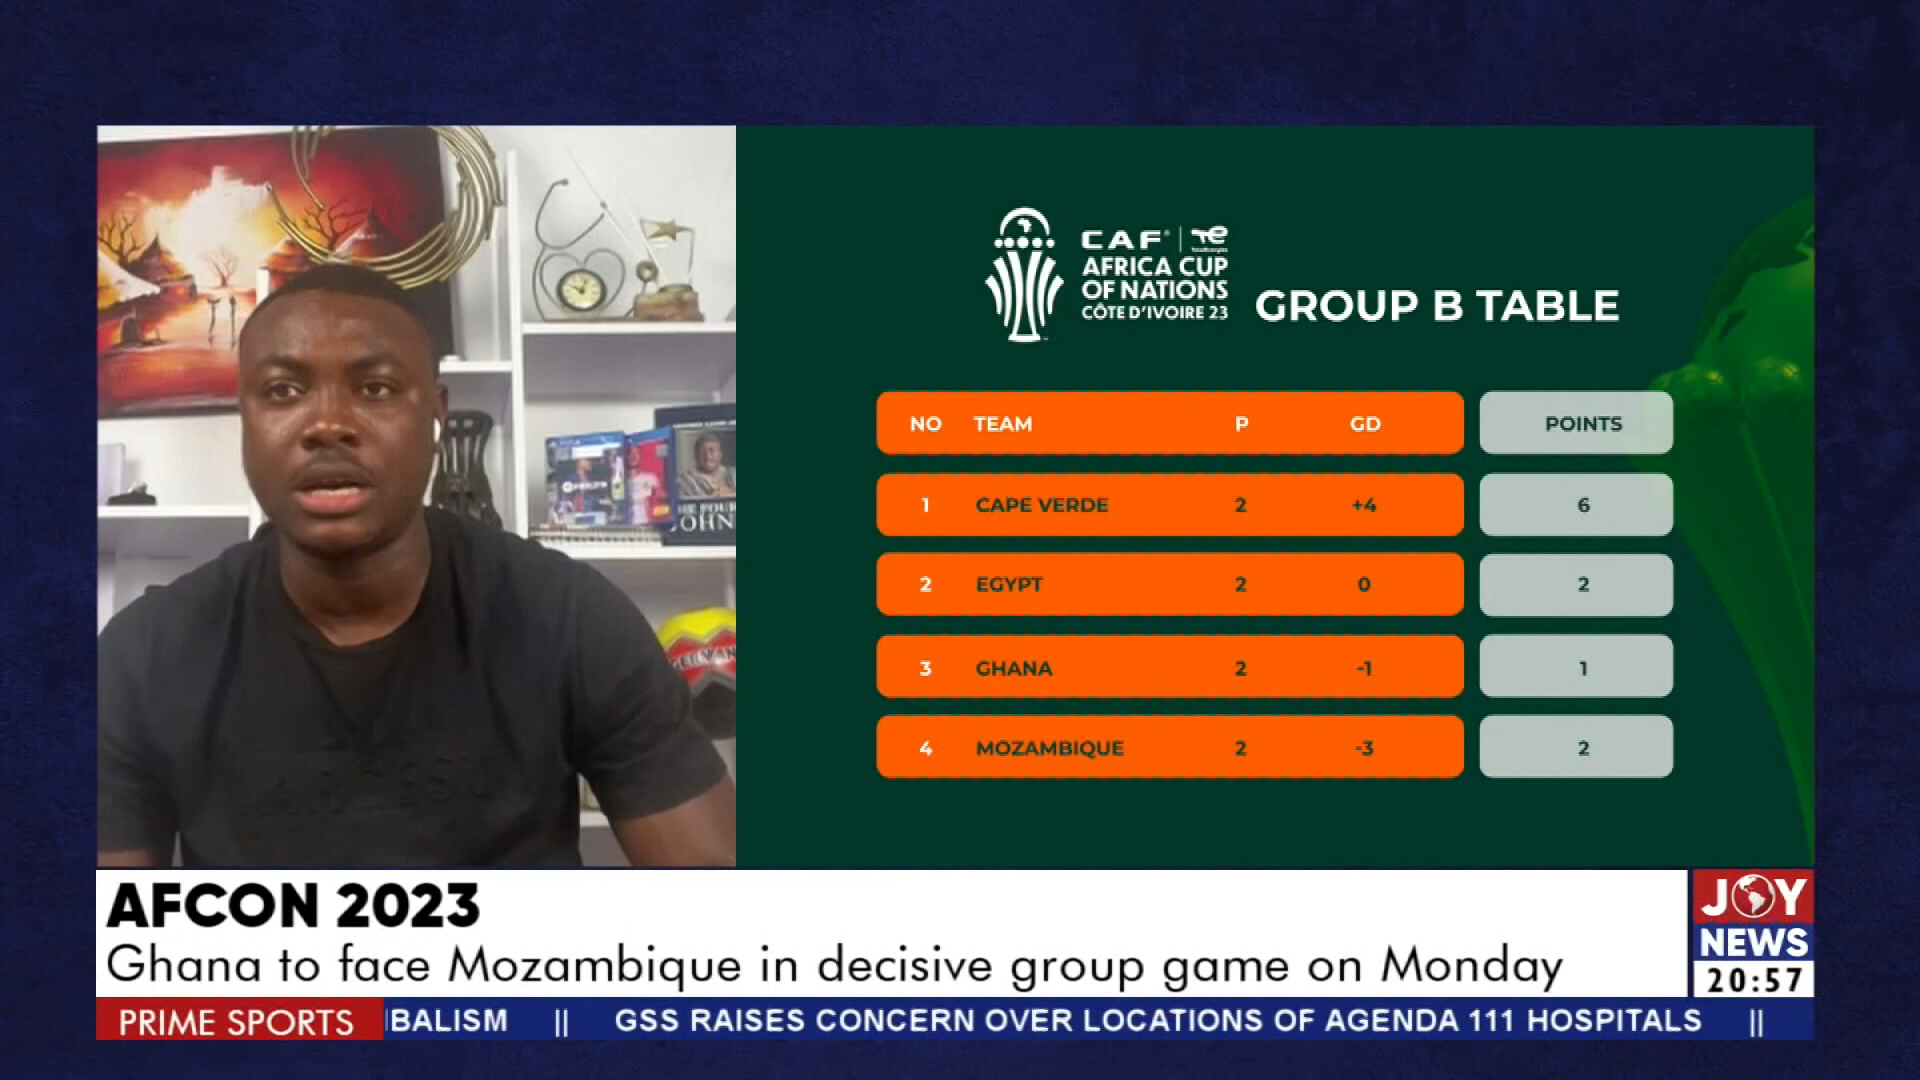 CAF
TotalEnergies
AFRICA CUP
OF NATIONS
CÔTE D'IVOIRE 23
GROUP B TABLE
NO TEAM P GD POINTS
1 CAPE VERDE 2 +4 6
2 EGYPT 2 0 2
3 GHANA 2 -1 1
4 MOZAMBIQUE 2 -3 2
GERMAN
AFCON 2023
Ghana to face Mozambique in decisive group game on Monday
JOY
NEWS
20:57
PRIME SPORTS
BALISM || GSS RAISES CONCERN OVER LOCATIONS OF AGENDA 111 HOSPITALS ||